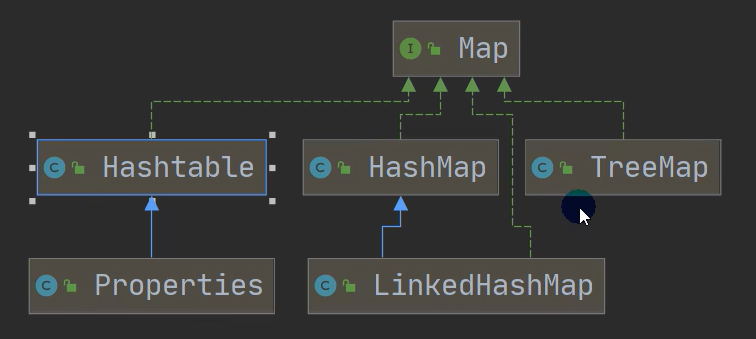 I Map
C Hashtable
C HashMap
C TreeMap
C Properties
C LinkedHashMap